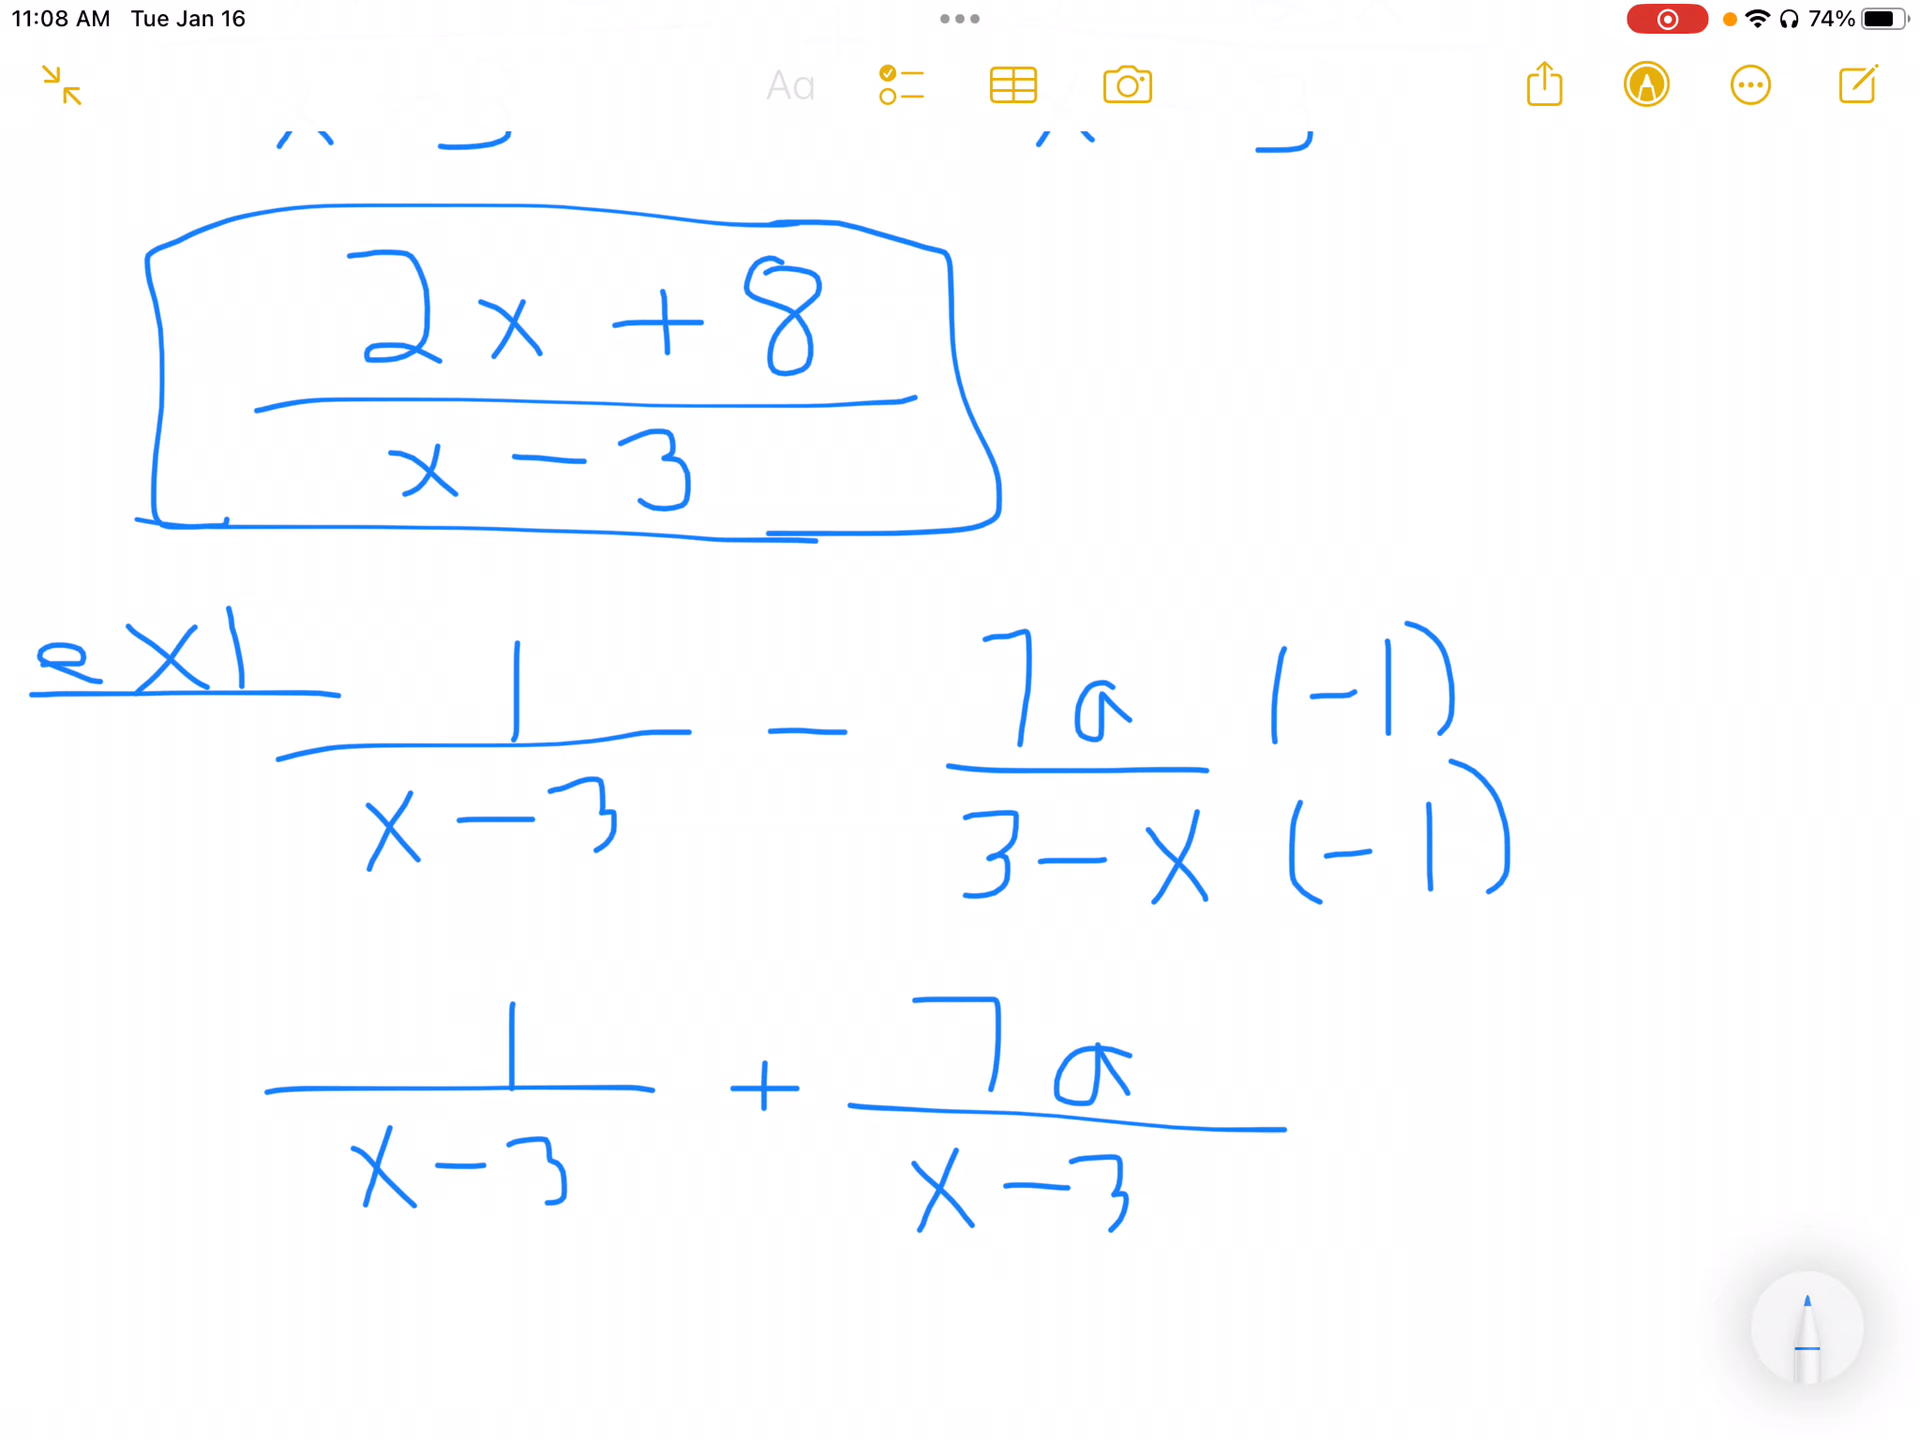 11:08 AM Tue Jan 16 74%
Aa
2x + 8
x - 3
ex1
1 - 7a (-1)
x - 3 3 - x (-1)
1 + 7a
x - 3 x - 3